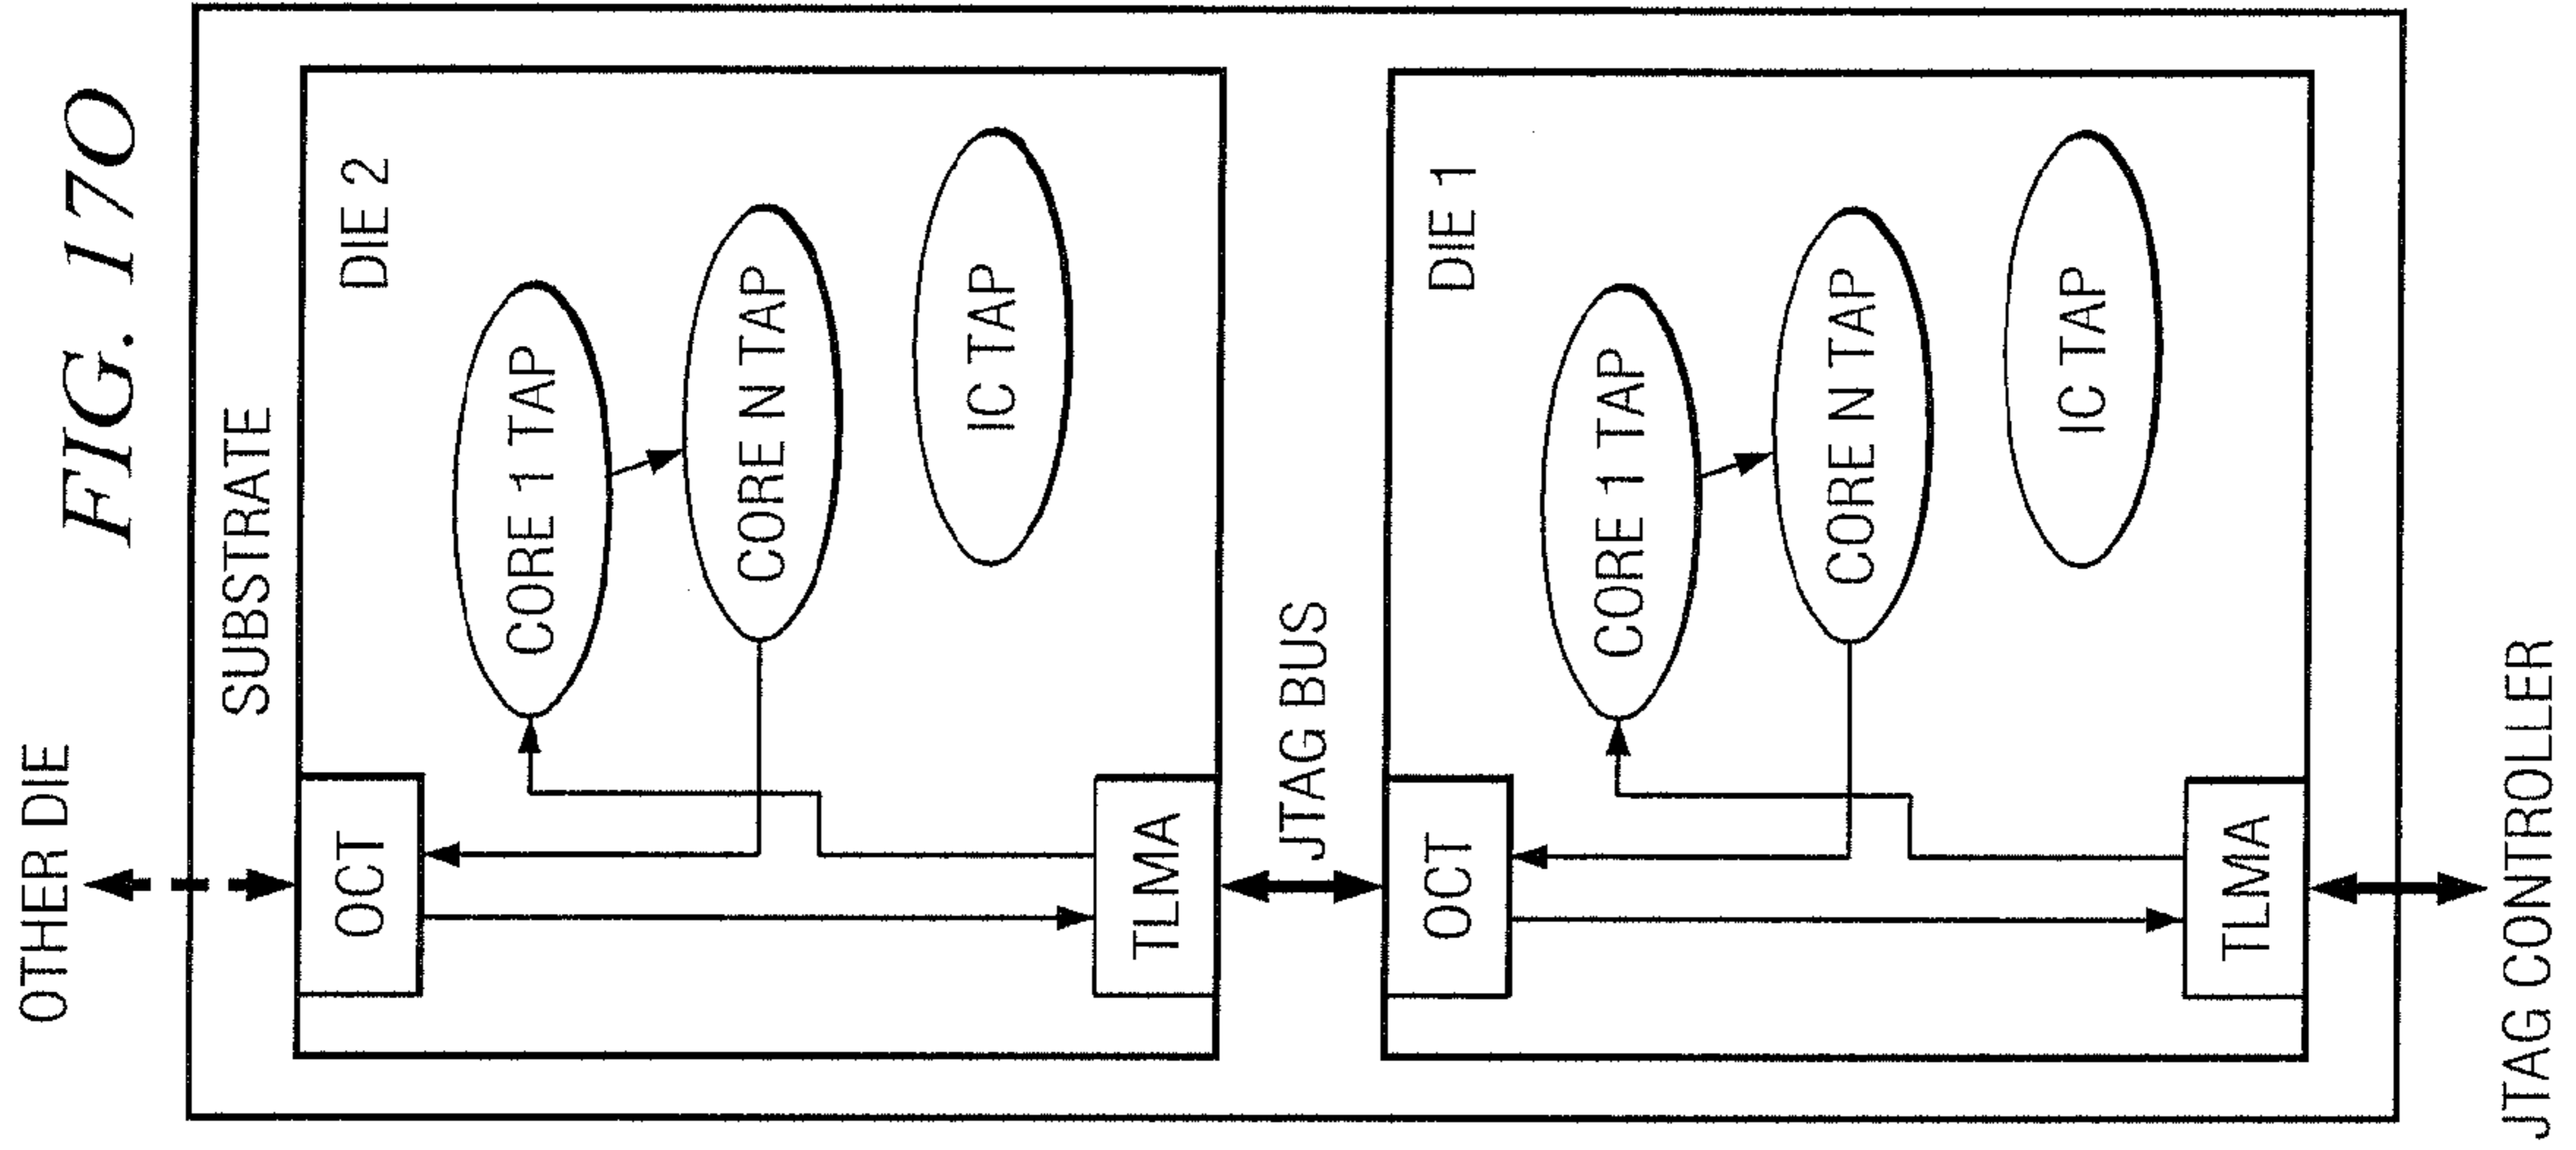 FIG. 17O
OTHER DIE
SUBSTRATE
DIE 2
OCT
CORE 1 TAP
CORE N TAP
IC TAP
TLMA
JTAG BUS
DIE 1
OCT
CORE 1 TAP
CORE N TAP
IC TAP
TLMA
JTAG CONTROLLER